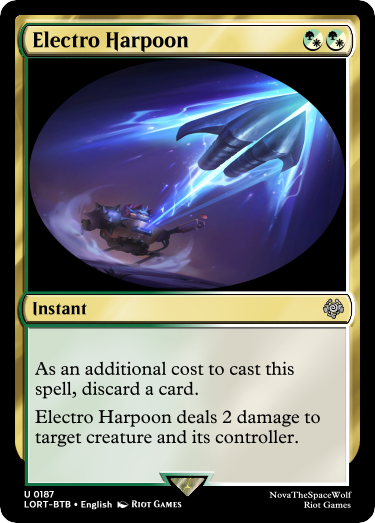 Electro Harpoon
Instant
As an additional cost to cast this
spell, discard a card.
Electro Harpoon deals 2 damage to
target creature and its controller.
U 0187
LORT-BTB • English Riot Games
NovaTheSpaceWolf
Riot Games